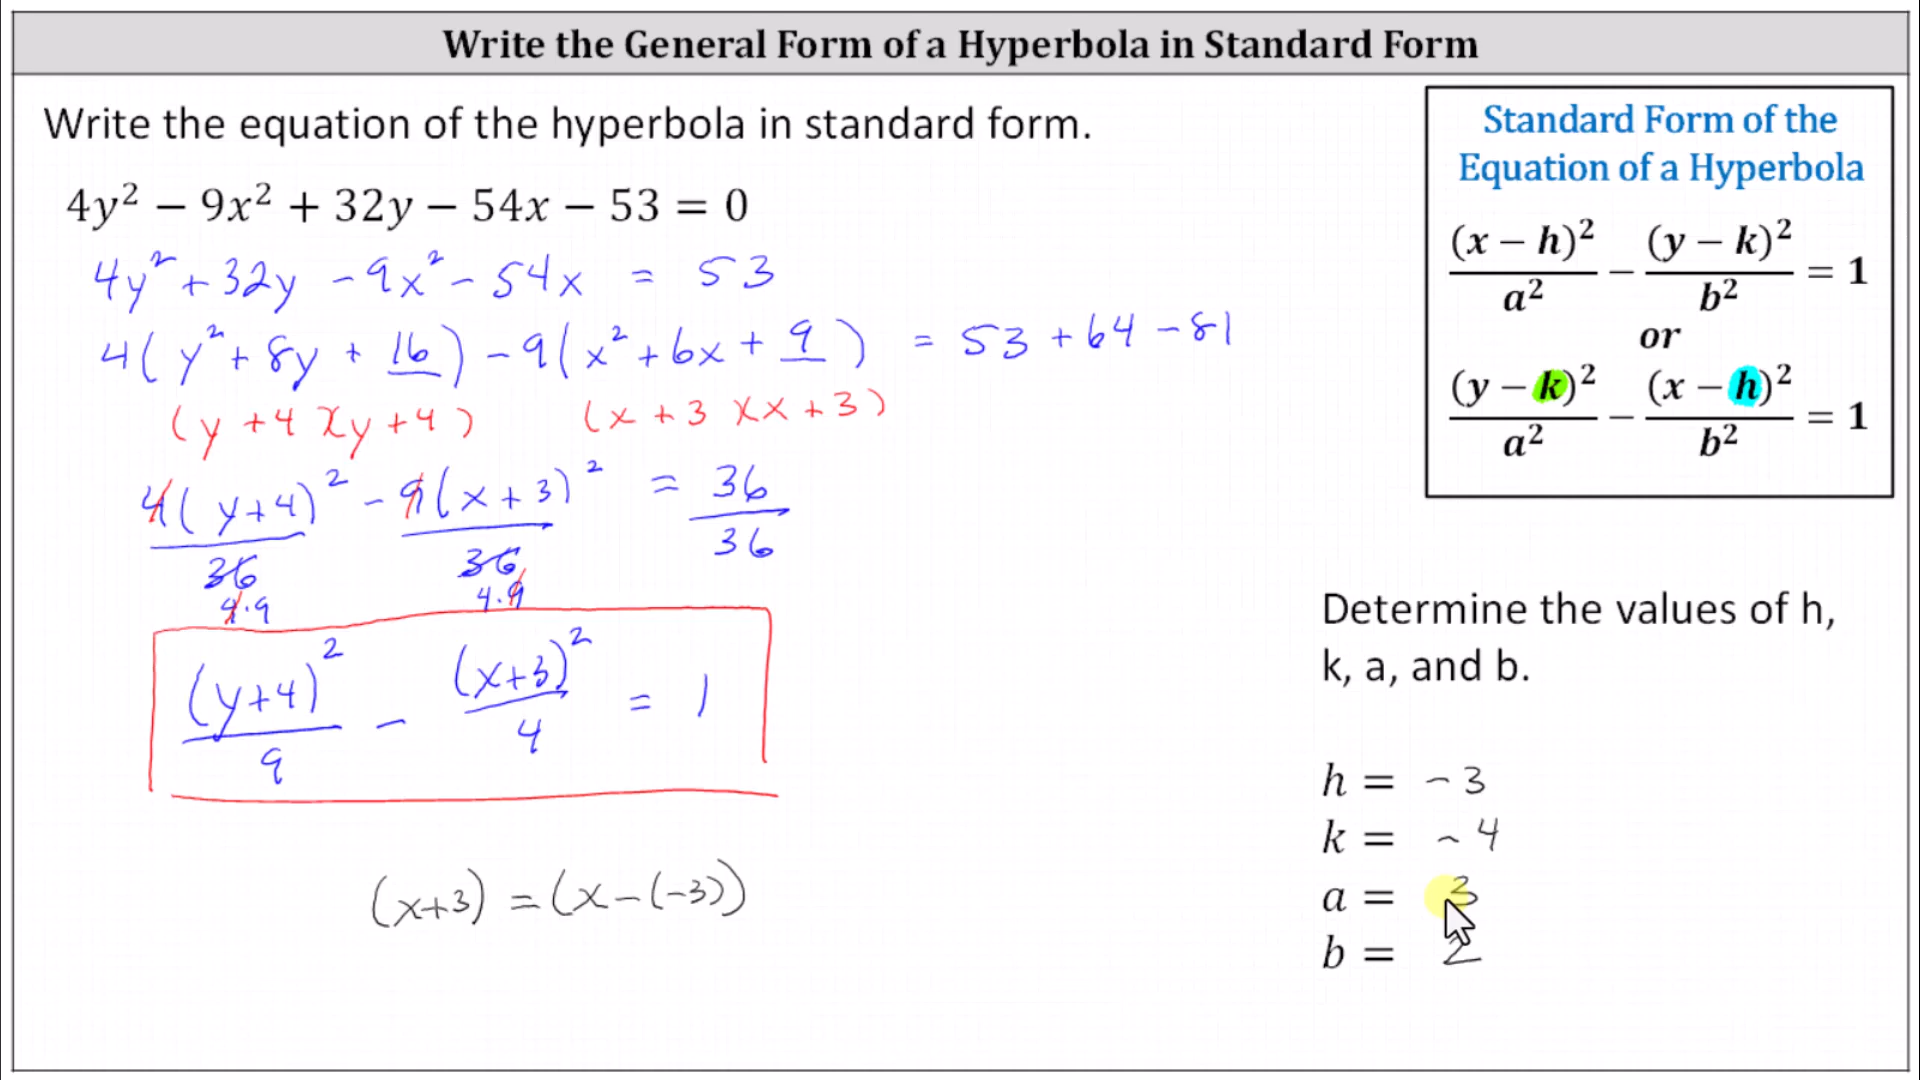 Write the General Form of a Hyperbola in Standard Form
Write the equation of the hyperbola in standard form.
4y² − 9x² + 32y − 54x − 53 = 0
4y² + 32y − 9x² − 54x = 53
4(y² + 8y + 16) − 9(x² + 6x + 9) = 53 + 64 − 81
(y + 4)(y + 4) (x + 3)(x + 3)
4(y+4)²/36 − 9(x+3)²/36 = 36/36
4·9 4·9
(y+4)²/9 − (x+3)²/4 = 1
(x+3) = (x−(−3))
Standard Form of the
Equation of a Hyperbola
(x − h)²/a² − (y − k)²/b² = 1
or
(y − k)²/a² − (x − h)²/b² = 1
Determine the values of h,
k, a, and b.
h = −3
k = −4
a = 3
b = 2